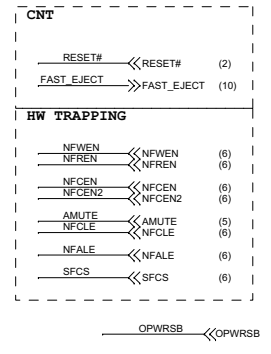 CNT
RESET# RESET# (2)
FAST_EJECT FAST_EJECT (10)
HW TRAPPING
NFWEN NFWEN (6)
NFREN NFREN (6)
NFCEN NFCEN (6)
NFCEN2 NFCEN2 (6)
AMUTE AMUTE (5)
NFCLE NFCLE (6)
NFALE NFALE (6)
SFCS SFCS (6)
OPWRSB OPWRSB